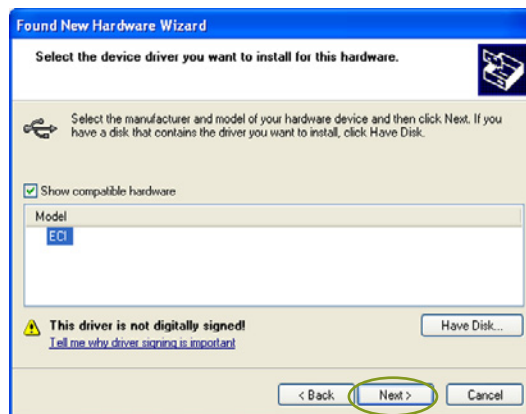 Found New Hardware Wizard
Select the device driver you want to install for this hardware.
Select the manufacturer and model of your hardware device and then click Next. If you
have a disk that contains the driver you want to install, click Have Disk.
Show compatible hardware
Model
ECI
This driver is not digitally signed!
Have Disk...
Tell me why driver signing is important
< Back
Next >
Cancel